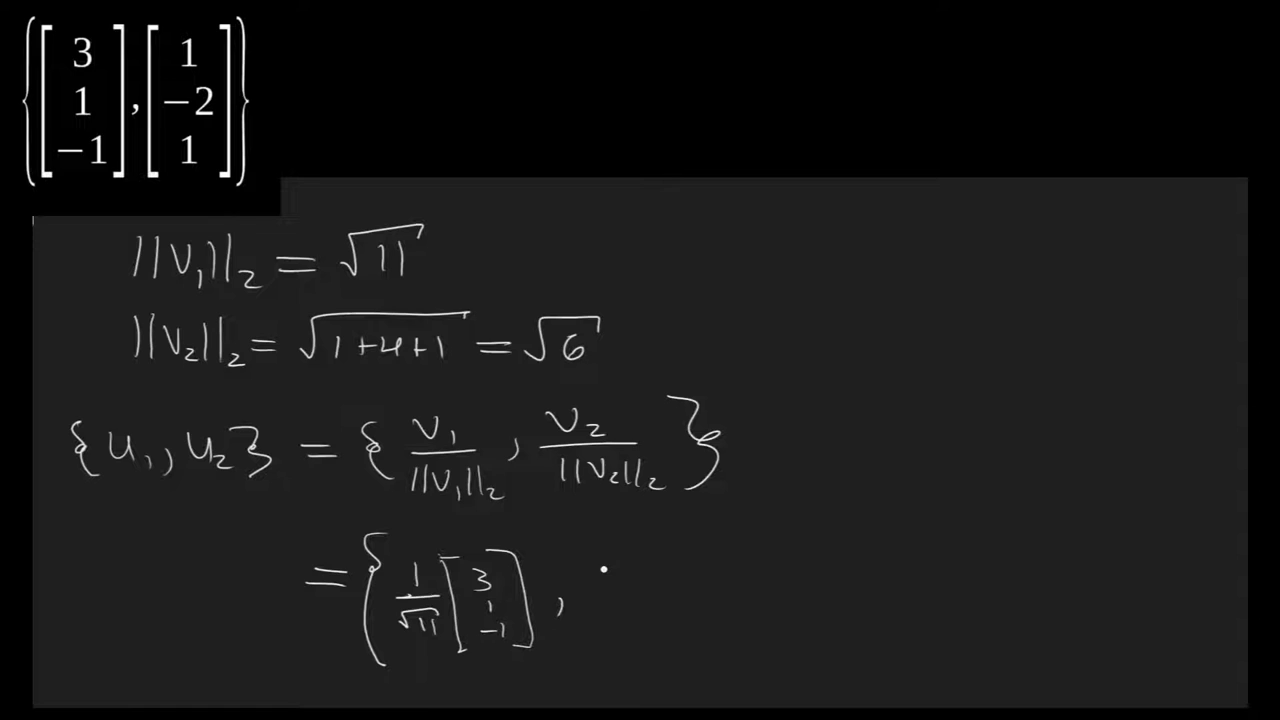 {[3 1 -1], [1 -2 1]}
||v₁||₂ = √11
||v₂||₂ = √(1+4+1) = √6
{u₁, u₂} = {v₁/||v₁||₂, v₂/||v₂||₂}
= {1/√11 [3 1 -1],